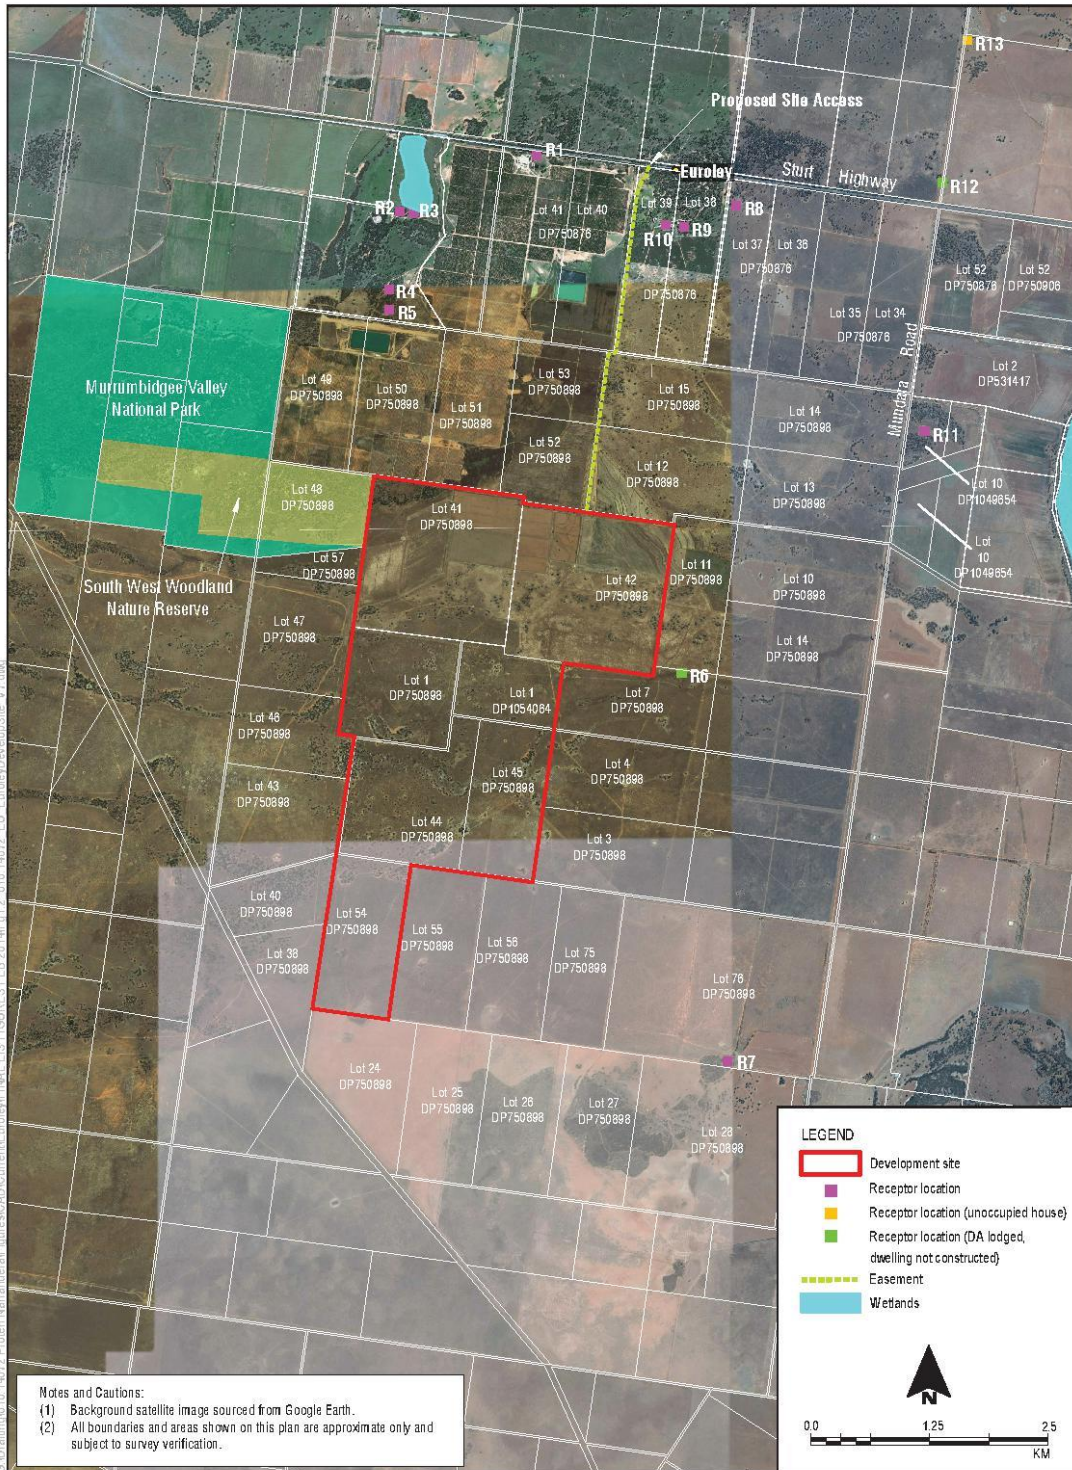 R13
Proposed Site Access
R1
Euroley
Sturt
Highway
R12
R2
R3
Lot 41
Lot 40
DP750876
Lot 39
Lot 38
R8
R10
R9
Lot 37
Lot 36
DP750876
Lot 52
DP750876
Lot 52
DP750906
R4
R5
DP750876
Lot 35
Lot 34
DP750876
Mundara Road
Lot 2
DP531417
Murrumbidgee Valley
National Park
Lot 49
DP750898
Lot 50
DP750898
Lot 51
DP750898
Lot 53
DP750898
Lot 15
DP750898
Lot 14
DP750898
R11
Lot 52
DP750898
Lot 12
DP750898
Lot 13
DP750898
Lot 10
DP1049654
Lot 48
DP750898
Lot 41
DP750898
Lot
10
DP1049654
Lot 57
DP750898
Lot 42
DP750898
Lot 11
DP750898
Lot 10
DP750898
South West Woodland
Nature Reserve
Lot 47
DP750898
Lot 14
DP750898
Lot 1
DP750898
Lot 1
DP1054064
R6
Lot 7
DP750898
Lot 46
DP750898
Lot 43
DP750898
Lot 45
DP750898
Lot 4
DP750898
Lot 44
DP750898
Lot 3
DP750898
Lot 40
DP750898
Lot 54
DP750898
Lot 55
DP750898
Lot 56
DP750898
Lot 75
DP750898
Lot 38
DP750898
Lot 76
DP750898
R7
Lot 24
DP750898
Lot 25
DP750898
Lot 26
DP750898
Lot 27
DP750898
Lot 28
DP750898
LEGEND
Development site
Receptor location
Receptor location (unoccupied house)
Receptor location (DA lodged,
dwelling not constructed)
Easement
Wetlands
N
0.0
1.25
2.5
KM
Notes and Cautions:
(1) Background satellite image sourced from Google Earth.
(2) All boundaries and areas shown on this plan are approximate only and
subject to survey verification.